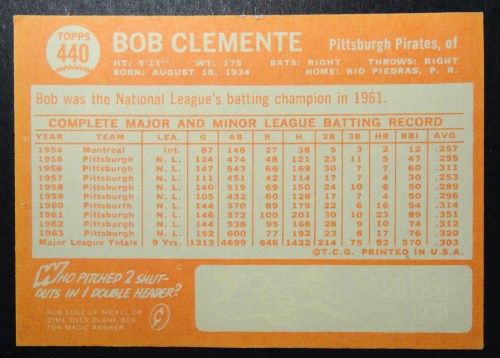 TOPPS
440
BOB CLEMENTE Pittsburgh Pirates, of
HT: 5'11" WT: 175 BATS: RIGHT THROWS: RIGHT
BORN: AUGUST 18, 1934 HOME: RIO PIEDRAS, P. R.
Bob was the National League's batting champion in 1961.
COMPLETE MAJOR AND MINOR LEAGUE BATTING RECORD
YEAR TEAM LEA. G AB R H 2B 3B HR RBI AVG.
1954 Montreal Int. 87 148 27 38 5 3 2 12 .257
1955 Pittsburgh N. L. 124 474 48 121 23 11 5 47 .255
1956 Pittsburgh N. L. 147 543 66 169 30 7 7 60 .311
1957 Pittsburgh N. L. 111 451 42 114 17 7 4 30 .253
1958 Pittsburgh N. L. 140 519 69 150 24 10 6 50 .289
1959 Pittsburgh N. L. 105 432 60 128 17 7 4 50 .296
1960 Pittsburgh N. L. 144 570 89 179 22 6 16 94 .314
1961 Pittsburgh N. L. 146 572 100 201 30 10 23 89 .351
1962 Pittsburgh N. L. 144 538 95 168 28 9 10 74 .312
1963 Pittsburgh N. L. 152 600 77 192 23 8 17 76 .320
Major League Totals 9 Yrs. 1213 4699 646 1422 214 75 92 570 .303
©T.C.G. PRINTED IN U.S.A.
WHO PITCHED 2 SHUT-
OUTS IN 1 DOUBLE HEADER?
RUB EDGE OF NICKEL OR
DIME OVER BLANK BOX
FOR MAGIC ANSWER